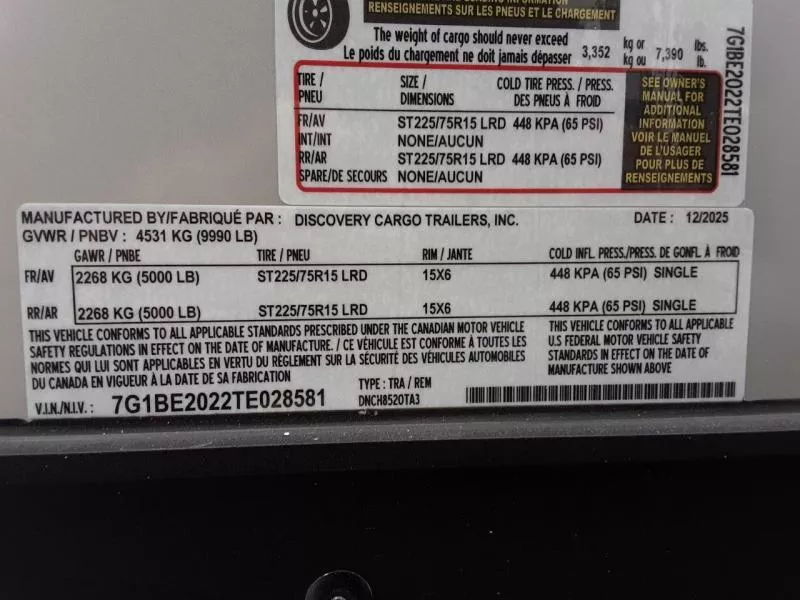 RENSEIGNEMENTS SUR LES PNEUS ET LE CHARGEMENT
The weight of cargo should never exceed
Le poids du chargement ne doit jamais dépasser 3,352 kg or kg ou 7,390 lbs. lb.
TIRE / PNEU
SIZE / DIMENSIONS
COLD TIRE PRESS. / PRESS. DES PNEUS À FROID
FR/AV ST225/75R15 LRD 448 KPA (65 PSI)
INT/INT NONE/AUCUN
RR/AR ST225/75R15 LRD 448 KPA (65 PSI)
SPARE/DE SECOURS NONE/AUCUN
SEE OWNER'S
MANUAL FOR
ADDITIONAL
INFORMATION
VOIR LE MANUEL
DE L'USAGER
POUR PLUS DE
RENSEIGNEMENTS
7G1BE2022TE028581
MANUFACTURED BY/FABRIQUÉ PAR : DISCOVERY CARGO TRAILERS, INC. DATE : 12/2025
GVWR / PNBV : 4531 KG (9990 LB)
GAWR / PNBE TIRE / PNEU RIM / JANTE COLD INFL. PRESS./PRESS. DE GONFL. À FROID
FR/AV 2268 KG (5000 LB) ST225/75R15 LRD 15X6 448 KPA (65 PSI) SINGLE
RR/AR 2268 KG (5000 LB) ST225/75R15 LRD 15X6 448 KPA (65 PSI) SINGLE
THIS VEHICLE CONFORMS TO ALL APPLICABLE STANDARDS PRESCRIBED UNDER THE CANADIAN MOTOR VEHICLE
SAFETY REGULATIONS IN EFFECT ON THE DATE OF MANUFACTURE. / CE VÉHICULE EST CONFORME À TOUTES LES
NORMES QUI LUI SONT APPLICABLES EN VERTU DU RÈGLEMENT SUR LA SÉCURITÉ DES VÉHICULES AUTOMOBILES
DU CANADA EN VIGUEUR À LA DATE DE SA FABRICATION
THIS VEHICLE CONFORMS TO ALL APPLICABLE
U.S FEDERAL MOTOR VEHICLE SAFETY
STANDARDS IN EFFECT ON THE DATE OF
MANUFACTURE SHOWN ABOVE
V.I.N./N.I.V. : 7G1BE2022TE028581
TYPE : TRA / REM
DNCH8520TA3